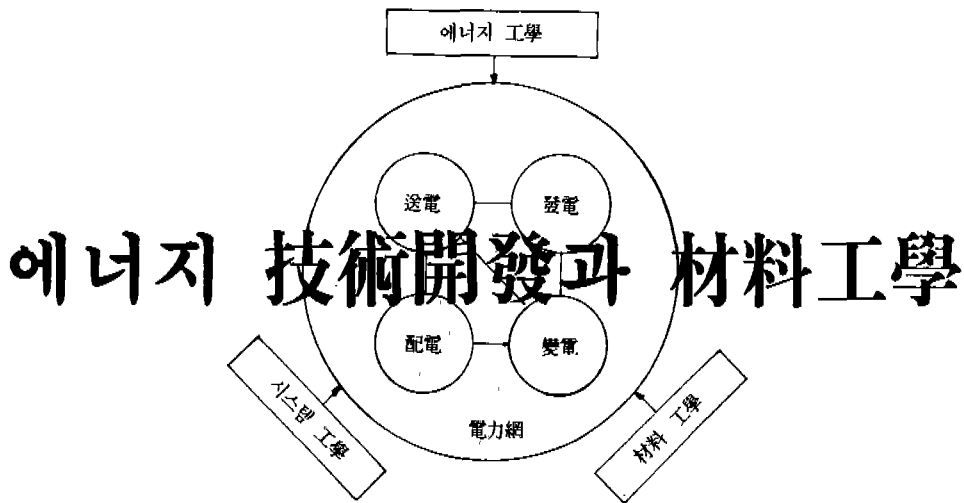 에너지 工學
送電
發電
에너지 技術開發과 材料工學
配電
變電
시스템 工學
電力網
材料 工學